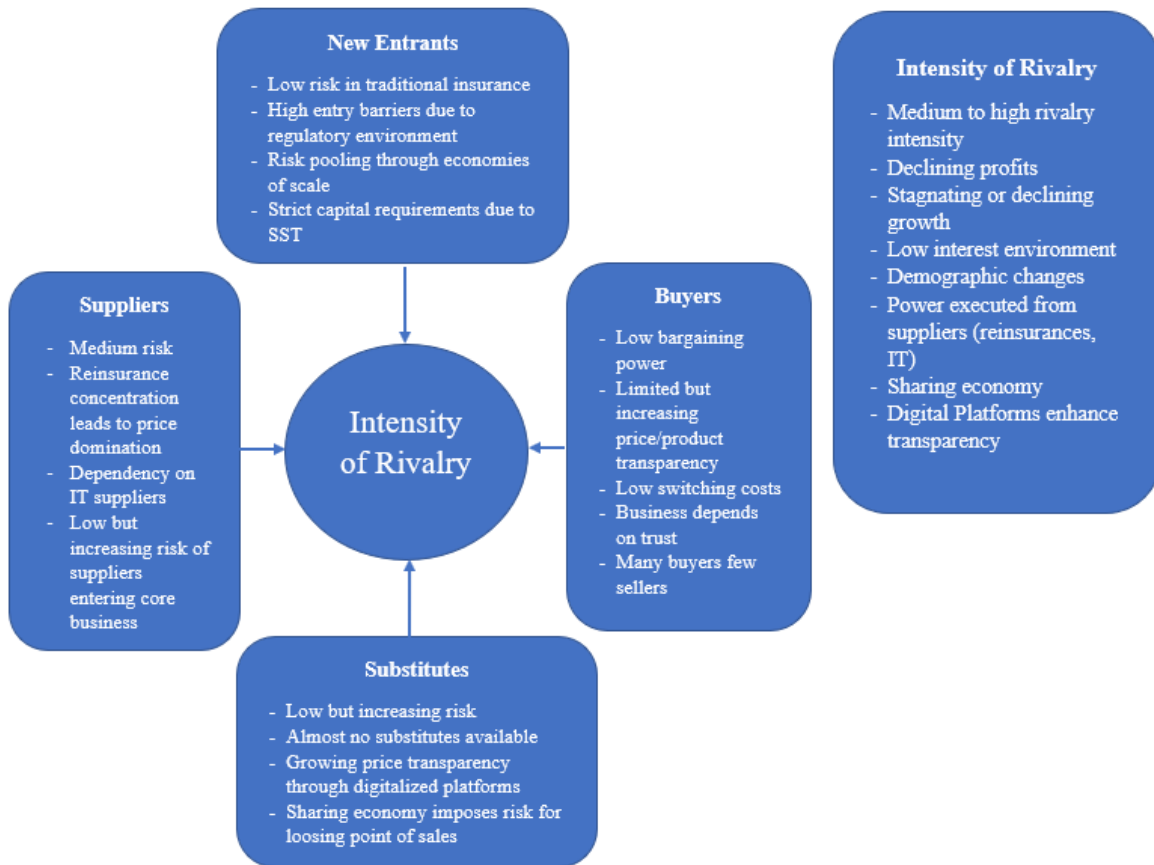 New Entrants
- Low risk in traditional insurance
- High entry barriers due to
regulatory environment
- Risk pooling through economies
of scale
- Strict capital requirements due to
SST
Intensity of Rivalry
- Medium to high rivalry
intensity
- Declining profits
- Stagnating or declining
growth
- Low interest environment
- Demographic changes
- Power executed from
suppliers (reinsurances,
IT)
- Sharing economy
- Digital Platforms enhance
transparency
Suppliers
- Medium risk
- Reinsurance
concentration
leads to price
domination
- Dependency on
IT suppliers
- Low but
increasing risk of
suppliers
entering core
business
Intensity
of Rivalry
Buyers
- Low bargaining
power
- Limited but
increasing
price/product
transparency
- Low switching costs
- Business depends
on trust
- Many buyers few
sellers
Substitutes
- Low but increasing risk
- Almost no substitutes available
- Growing price transparency
through digitalized platforms
- Sharing economy imposes risk for
loosing point of sales